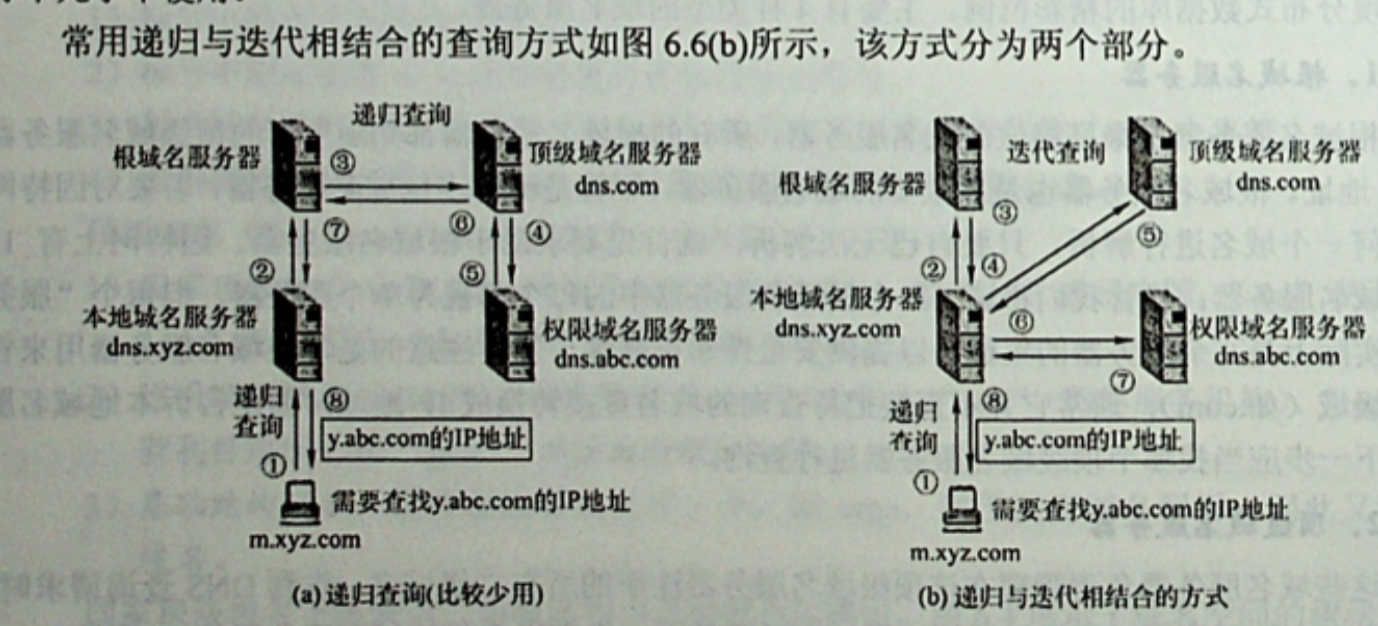 常用递归与迭代相结合的查询方式如图 6.6(b)所示，该方式分为两个部分。
递归查询
根域名服务器
③
顶级域名服务器
dns.com
⑦
⑥
④
②
⑤
本地域名服务器
dns.xyz.com
权限域名服务器
dns.abc.com
递归
查询
⑧
y.abc.com的IP地址
①
需要查找y.abc.com的IP地址
m.xyz.com
(a) 递归查询(比较少用)
迭代查询
顶级域名服务器
dns.com
根域名服务器
③
⑤
②
④
本地域名服务器
dns.xyz.com
⑥
权限域名服务器
dns.abc.com
⑦
递归
查询
⑧
y.abc.com的IP地址
①
需要查找y.abc.com的IP地址
m.xyz.com
(b) 递归与迭代相结合的方式